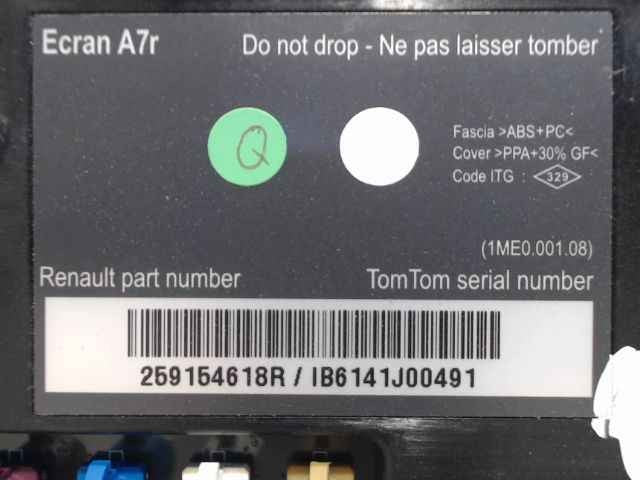 Ecran A7r
Do not drop - Ne pas laisser tomber
Q
Fascia >ABS+PC<
Cover >PPA+30% GF<
Code ITG : 329
(1ME0.001.08)
Renault part number
TomTom serial number
259154618R / IB6141J00491